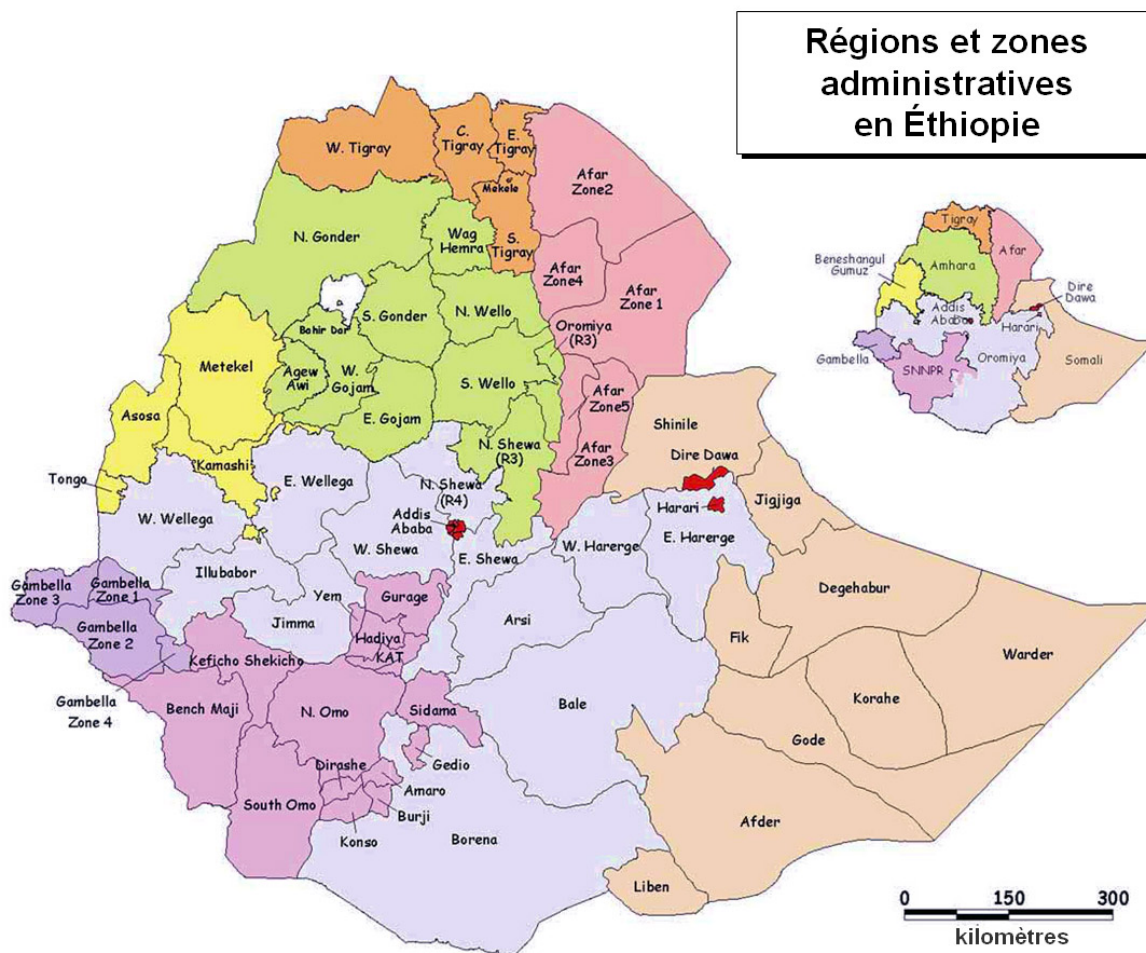 Régions et zones
administratives
en Éthiopie
W. Tigray
C.
Tigray
E.
Tigray
Mekele
S.
Tigray
Afar
Zone2
N. Gonder
Wag
Hemra
Afar
Zone4
Afar
Zone 1
S. Gonder
N. Wello
Bahir Dar
Oromiya
(R3)
Metekel
Agew
Awi
W.
Gojam
S. Wello
Afar
Zone5
E. Gojam
Asosa
N. Shewa
(R3)
Afar
Zone3
Shinile
Dire Dawa
Kamashi
Tonga
E. Wellega
N. Shewa
(R4)
Jigjiga
Harari
Addis
Ababa
W. Wellega
W. Shewa
E. Shewa
W. Harerge
E. Harerge
Illubabor
Gambella
Zone 3
Gambella
Zone 1
Yem
Gurage
Degehabur
Jimma
Arsi
Gambella
Zone 2
Hadiya
KAT
Fik
Keficho Shekicho
Warder
Gambella
Zone 4
Bench Maji
N. Omo
Sidama
Bale
Korahe
Gode
Gedio
Dirashe
Amaro
South Omo
Burji
Konso
Borena
Afder
Liben
Tigray
Beneshangul
Gumuz
Amhara
Afar
Dire
Dawa
Addis
Ababa
Harari
Gambella
Oromiya
Somali
SNNPR
0 150 300
kilomètres